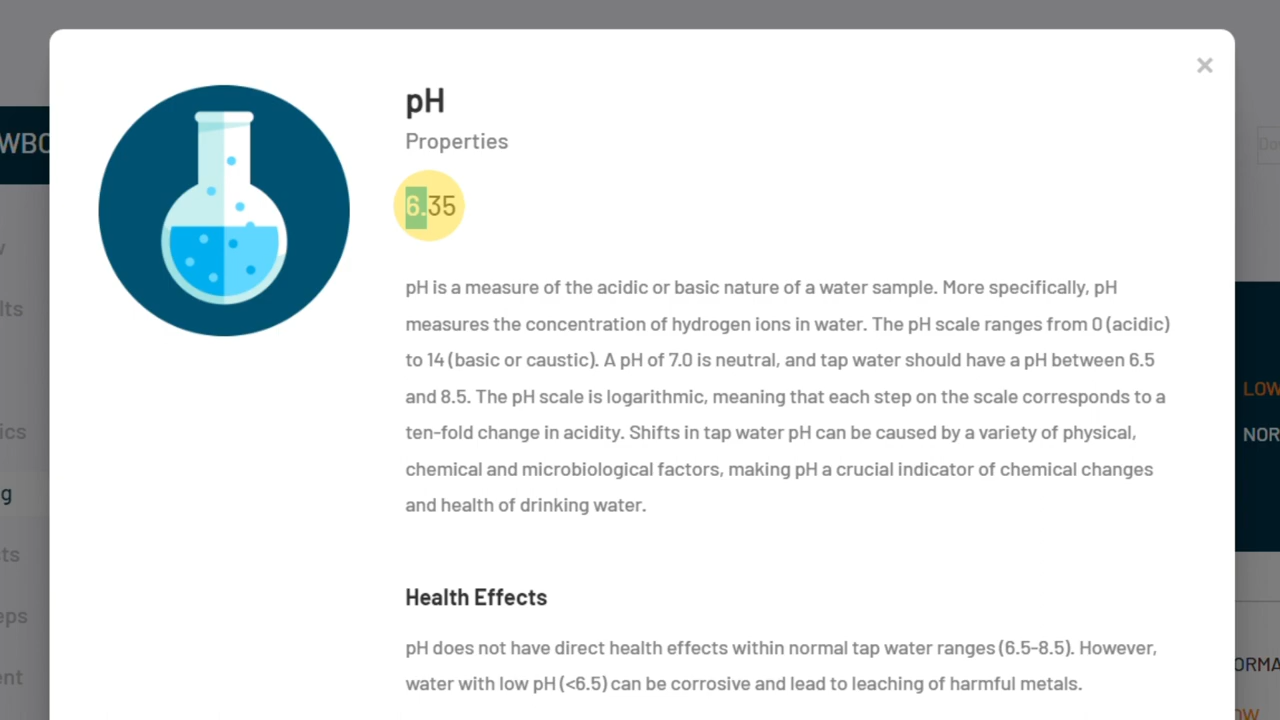 pH
Properties
6.35
pH is a measure of the acidic or basic nature of a water sample. More specifically, pH
measures the concentration of hydrogen ions in water. The pH scale ranges from 0 (acidic)
to 14 (basic or caustic). A pH of 7.0 is neutral, and tap water should have a pH between 6.5
and 8.5. The pH scale is logarithmic, meaning that each step on the scale corresponds to a
ten-fold change in acidity. Shifts in tap water pH can be caused by a variety of physical,
chemical and microbiological factors, making pH a crucial indicator of chemical changes
and health of drinking water.
Health Effects
pH does not have direct health effects within normal tap water ranges (6.5-8.5). However,
water with low pH (<6.5) can be corrosive and lead to leaching of harmful metals.
LOW